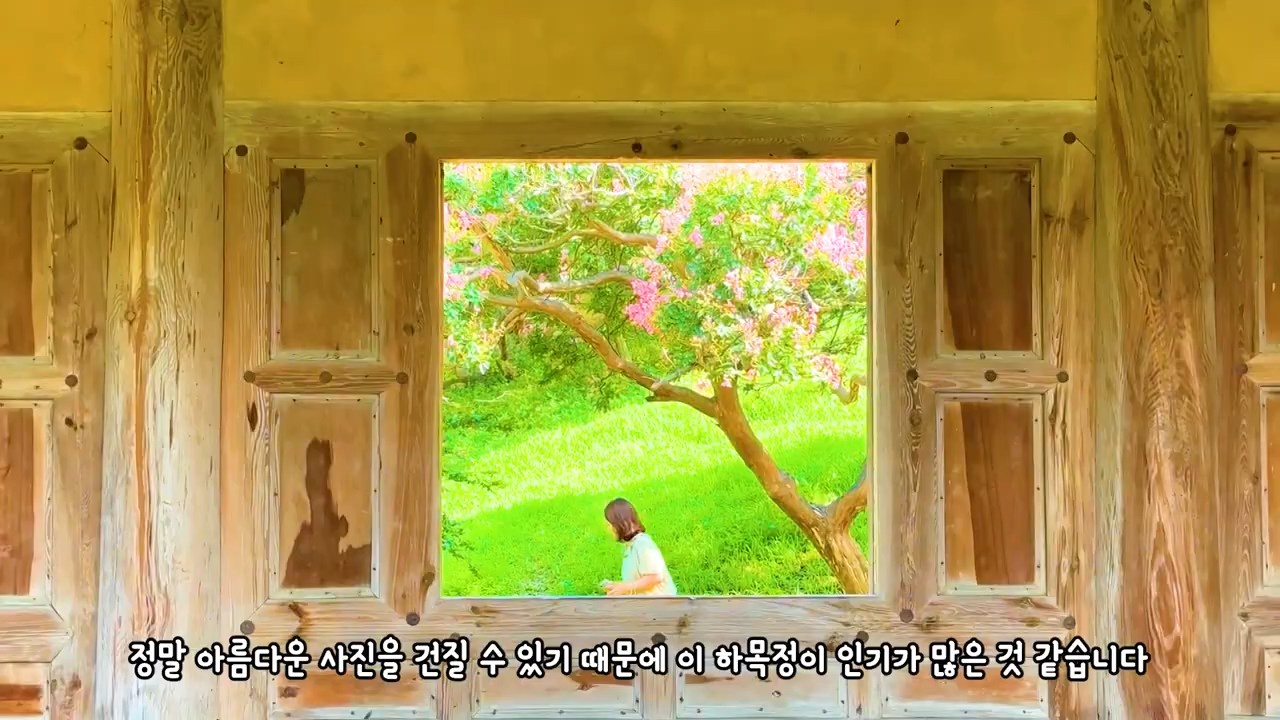 정말 아름다운 사진을 건질 수 있기 때문에 이 하목정이 인기가 많은 것 같습니다